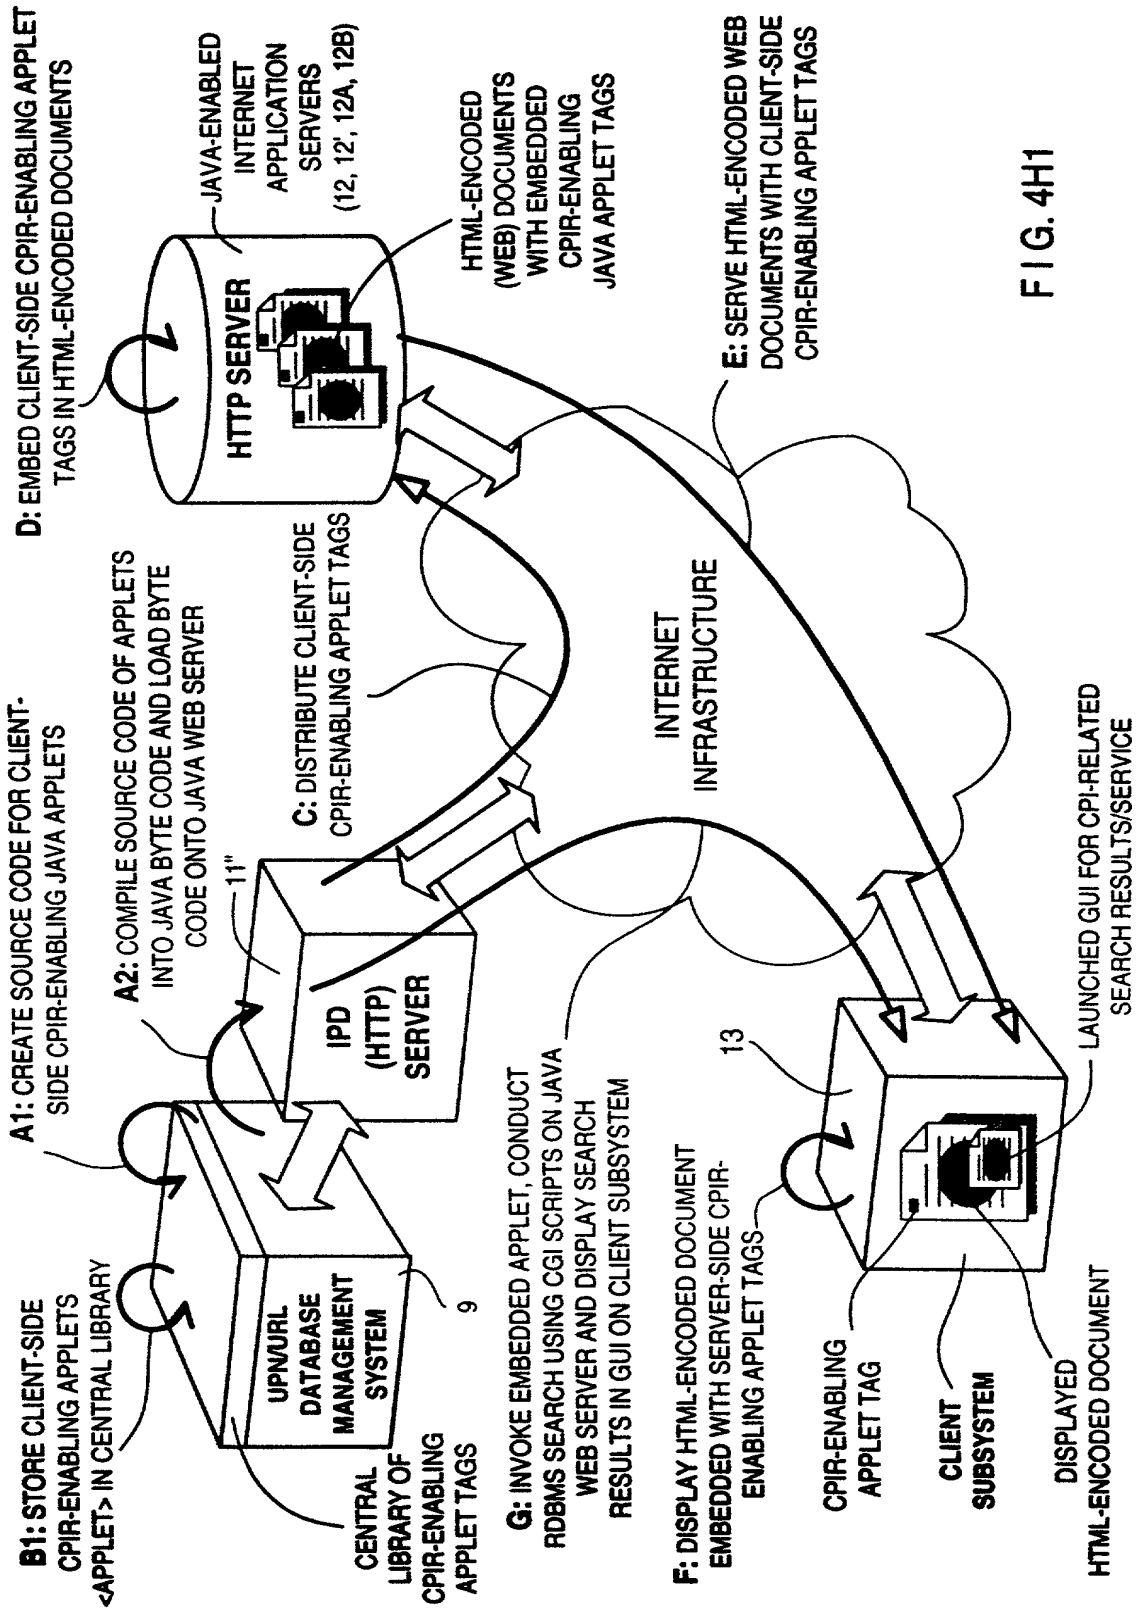 B1: STORE CLIENT-SIDE
CPIR-ENABLING APPLETS
<APPLET> IN CENTRAL LIBRARY
A1: CREATE SOURCE CODE FOR CLIENT-
SIDE CPIR-ENABLING JAVA APPLETS
A2: COMPILE SOURCE CODE OF APPLETS
INTO JAVA BYTE CODE AND LOAD BYTE
CODE ONTO JAVA WEB SERVER
D: EMBED CLIENT-SIDE CPIR-ENABLING APPLET
TAGS IN HTML-ENCODED DOCUMENTS
JAVA-ENABLED
INTERNET
APPLICATION
SERVERS
(12, 12', 12A, 12B)
HTTP SERVER
HTML-ENCODED
(WEB) DOCUMENTS
WITH EMBEDDED
CPIR-ENABLING
JAVA APPLET TAGS
C: DISTRIBUTE CLIENT-SIDE
CPIR-ENABLING APPLET TAGS
11"
IPD
(HTTP)
SERVER
UPN/URL
DATABASE
MANAGEMENT
SYSTEM
9
CENTRAL
LIBRARY OF
CPIR-ENABLING
APPLET TAGS
G: INVOKE EMBEDDED APPLET, CONDUCT
RDBMS SEARCH USING CGI SCRIPTS ON JAVA
WEB SERVER AND DISPLAY SEARCH
RESULTS IN GUI ON CLIENT SUBSYSTEM
INTERNET
INFRASTRUCTURE
E: SERVE HTML-ENCODED WEB
DOCUMENTS WITH CLIENT-SIDE
CPIR-ENABLING APPLET TAGS
F: DISPLAY HTML-ENCODED DOCUMENT
EMBEDDED WITH SERVER-SIDE CPIR-
ENABLING APPLET TAGS
13
CPIR-ENABLING
APPLET TAG
CLIENT
SUBSYSTEM
DISPLAYED
HTML-ENCODED DOCUMENT
LAUNCHED GUI FOR CPI-RELATED
SEARCH RESULTS/SERVICE
FIG. 4H1